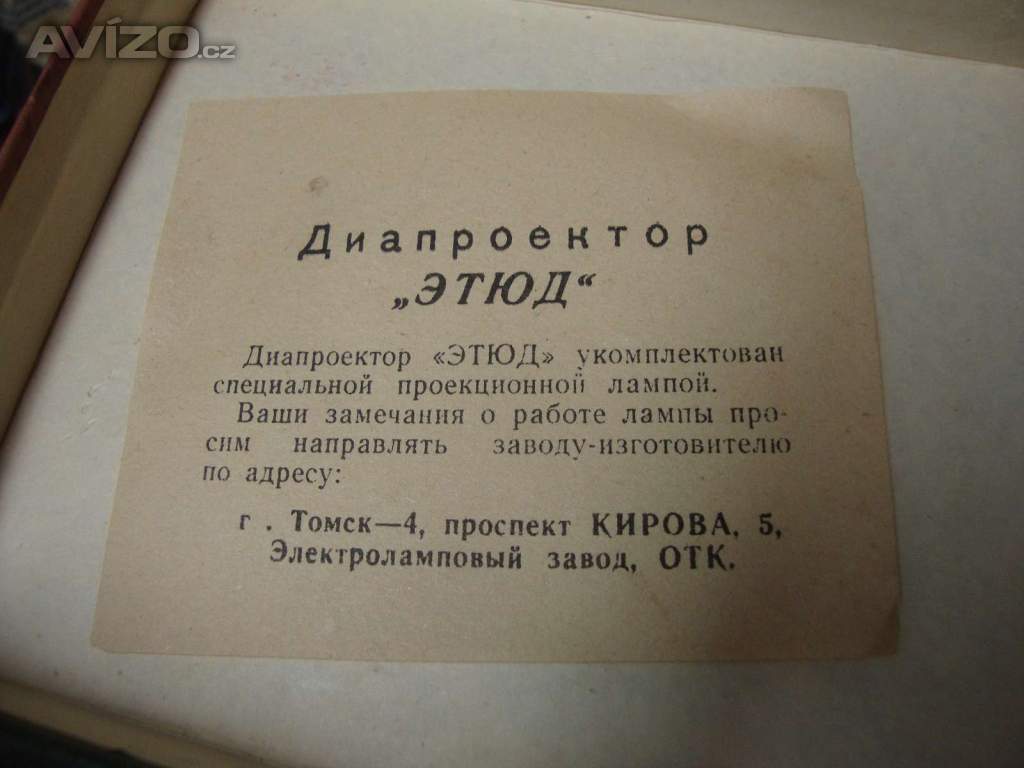 AVÍZO.cz
Диапроектор
„ЭТЮД“
Диапроектор «ЭТЮД» укомплектован
специальной проекционной лампой.
Ваши замечания о работе лампы про-
сим направлять заводу-изготовителю
по адресу:
г. Томск—4, проспект КИРОВА, 5,
Электроламповый завод, ОТК.